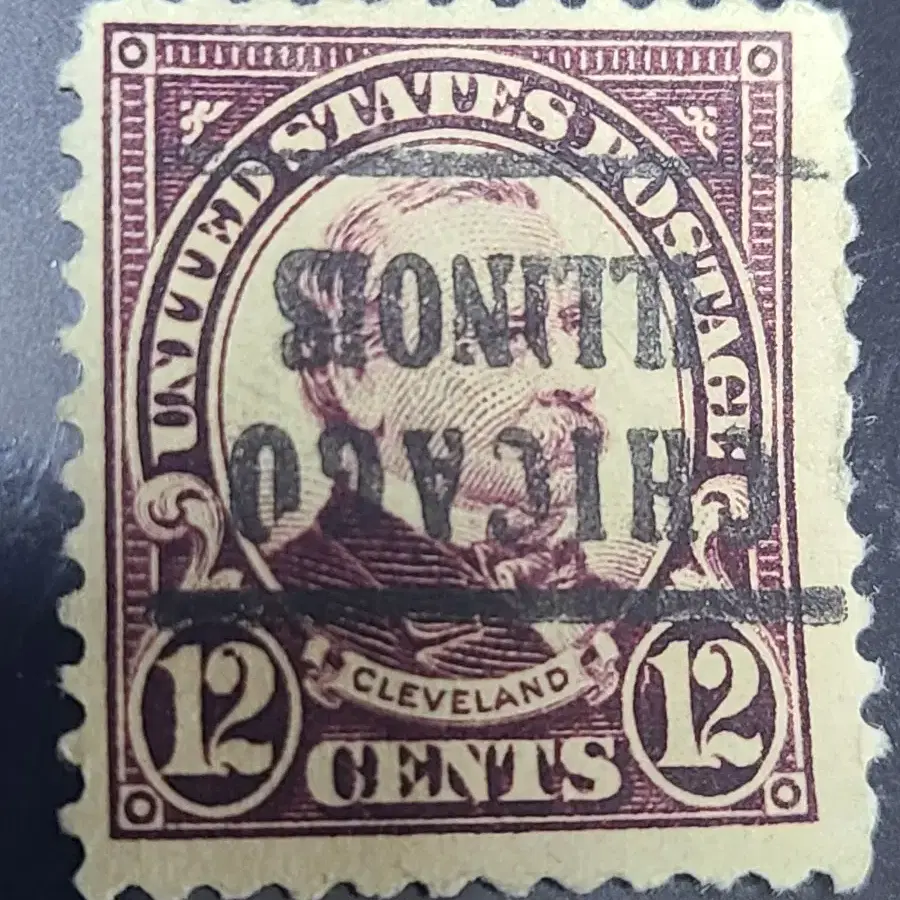 UNITED STATES POSTAGE
CHICAGO
ILLINOIS
CLEVELAND
12 12
CENTS